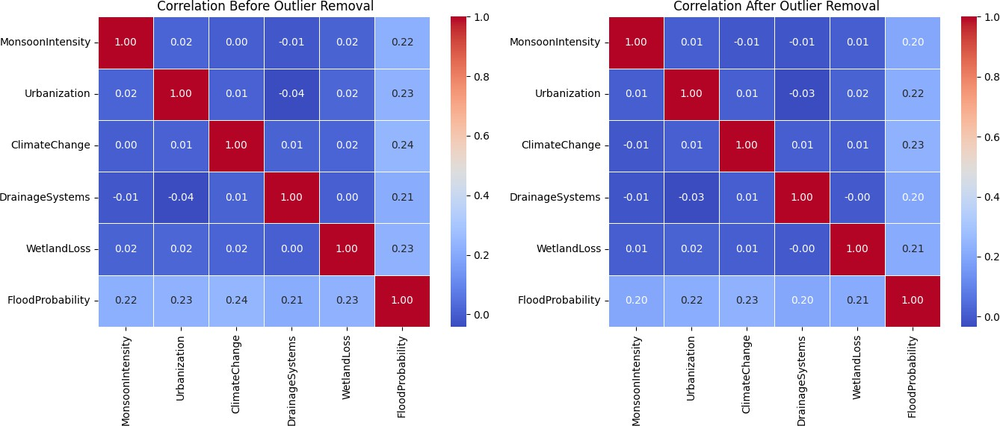 Correlation Before Outlier Removal
MonsoonIntensity 1.00 0.02 0.00 -0.01 0.02 0.22
Urbanization 0.02 1.00 0.01 -0.04 0.02 0.23
ClimateChange 0.00 0.01 1.00 0.01 0.02 0.24
DrainageSystems -0.01 -0.04 0.01 1.00 0.00 0.21
WetlandLoss 0.02 0.02 0.02 0.00 1.00 0.23
FloodProbability 0.22 0.23 0.24 0.21 0.23 1.00
MonsoonIntensity
Urbanization
ClimateChange
DrainageSystems
WetlandLoss
FloodProbability
1.0
0.8
0.6
0.4
0.2
0.0
Correlation After Outlier Removal
MonsoonIntensity 1.00 0.01 -0.01 -0.01 0.01 0.20
Urbanization 0.01 1.00 0.01 -0.03 0.02 0.22
ClimateChange -0.01 0.01 1.00 0.01 0.01 0.23
DrainageSystems -0.01 -0.03 0.01 1.00 -0.00 0.20
WetlandLoss 0.01 0.02 0.01 -0.00 1.00 0.21
FloodProbability 0.20 0.22 0.23 0.20 0.21 1.00
MonsoonIntensity
Urbanization
ClimateChange
DrainageSystems
WetlandLoss
FloodProbability
1.0
0.8
0.6
0.4
0.2
0.0